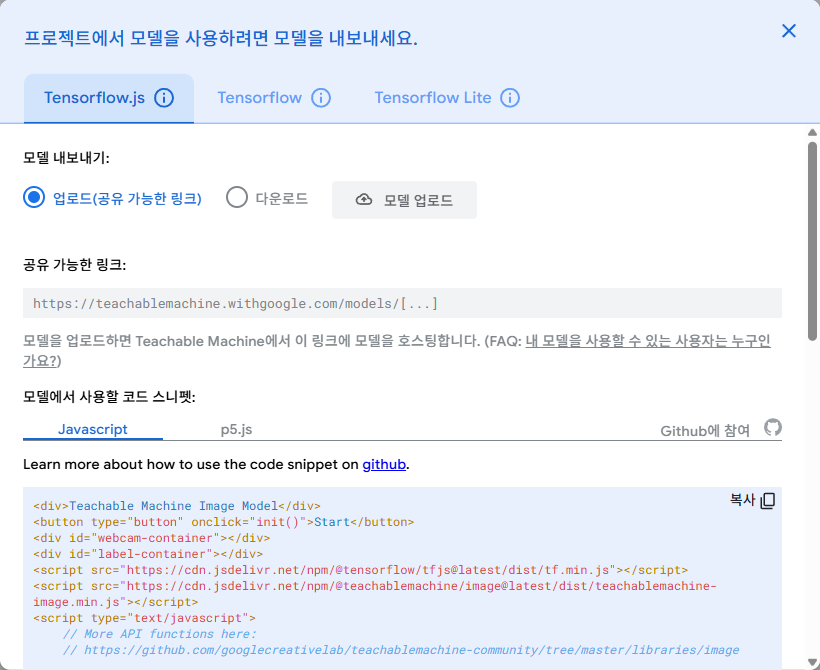 프로젝트에서 모델을 사용하려면 모델을 내보내세요.
Tensorflow.js Tensorflow Tensorflow Lite
모델 내보내기:
업로드(공유 가능한 링크) 다운로드 모델 업로드
공유 가능한 링크:
https://teachablemachine.withgoogle.com/models/[...]
모델을 업로드하면 Teachable Machine에서 이 링크에 모델을 호스팅합니다. (FAQ: 내 모델을 사용할 수 있는 사용자는 누구인
가요?)
모델에서 사용할 코드 스니펫:
Javascript p5.js Github에 참여
Learn more about how to use the code snippet on github.
복사
<div>Teachable Machine Image Model</div>
<button type="button" onclick="init()">Start</button>
<div id="webcam-container"></div>
<div id="label-container"></div>
<script src="https://cdn.jsdelivr.net/npm/@tensorflow/tfjs@latest/dist/tf.min.js"></script>
<script src="https://cdn.jsdelivr.net/npm/@teachablemachine/image@latest/dist/teachablemachine-
image.min.js"></script>
<script type="text/javascript">
// More API functions here:
// https://github.com/googlecreativelab/teachablemachine-community/tree/master/libraries/image